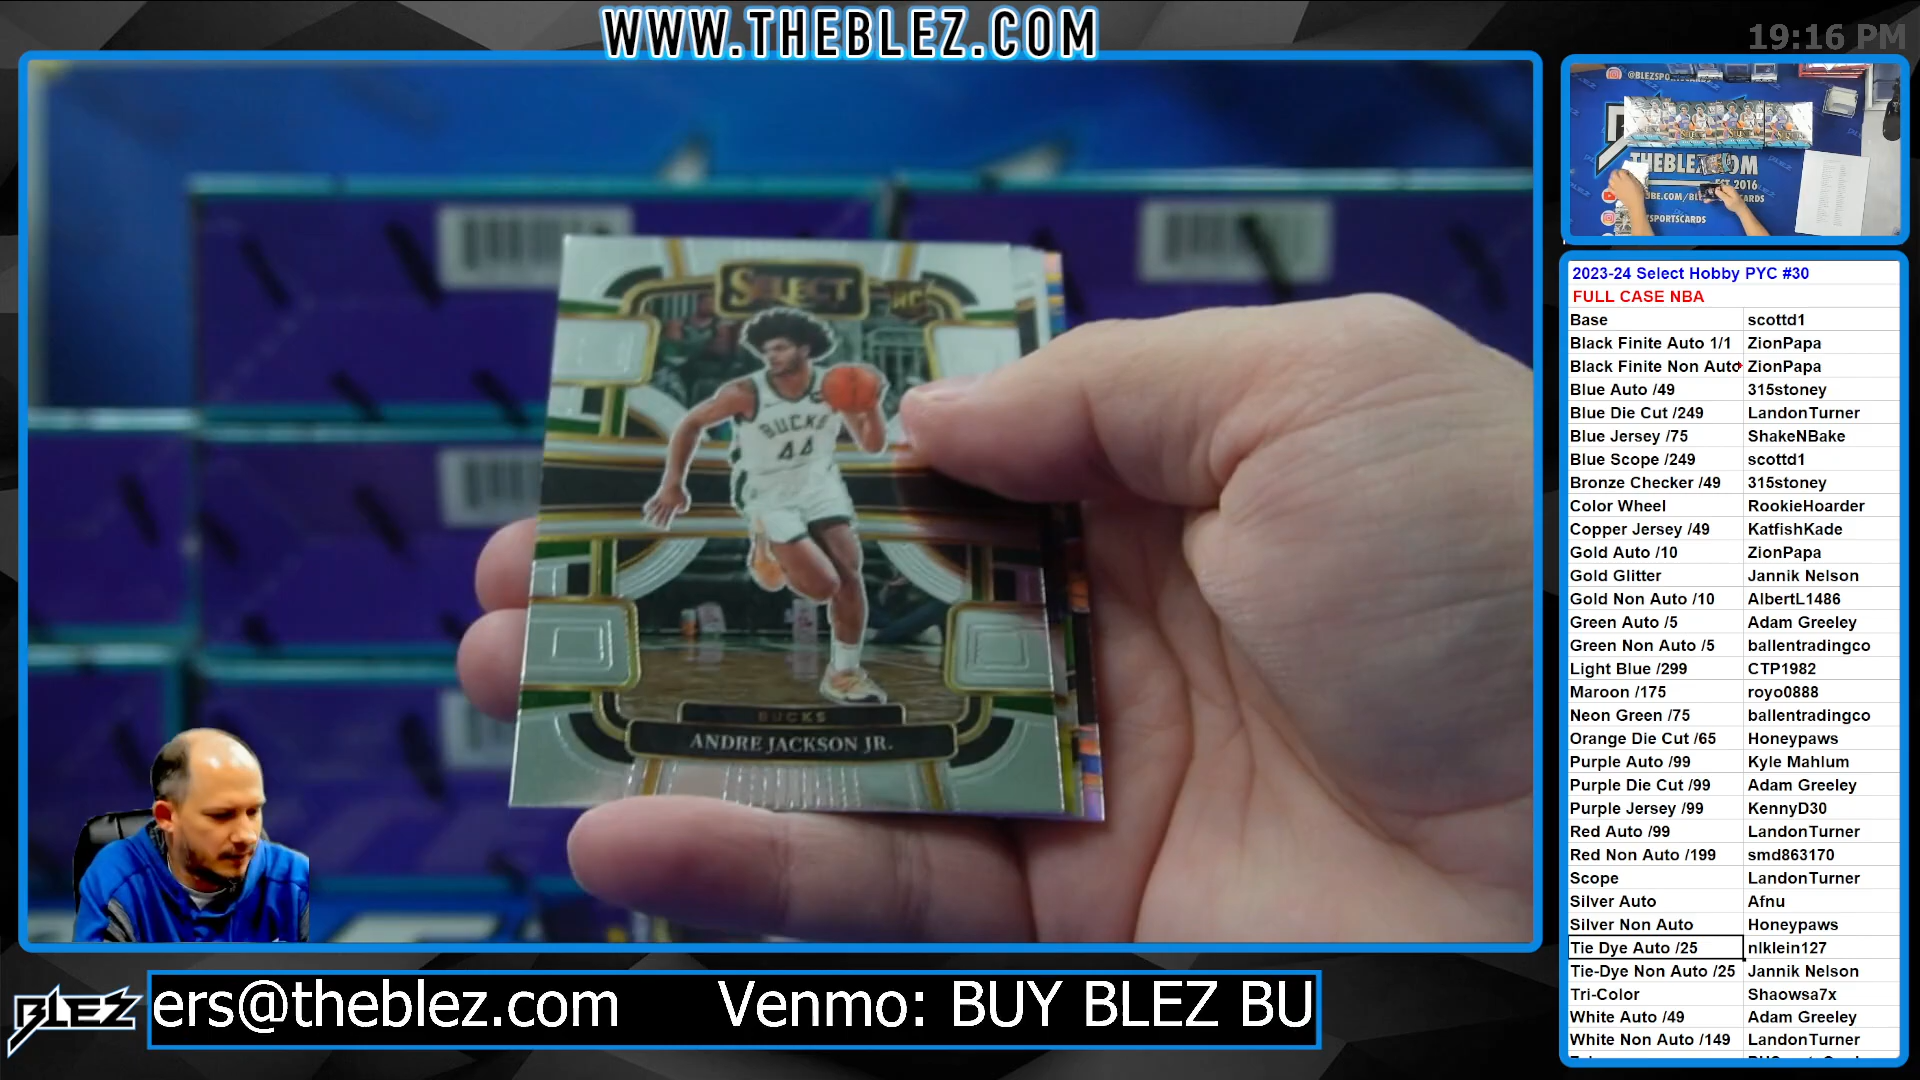 WWW.THEBLEZ.COM
19:16 PM
@BLEZSPO
THEBLEZ.COM
EST 2016
SPORTSCARDS
SELECT
RC
BUCKS
44
BUCKS
ANDRE JACKSON JR.
2023-24 Select Hobby PYC #30
FULL CASE NBA
Base scottd1
Black Finite Auto 1/1 ZionPapa
Black Finite Non Auto ZionPapa
Blue Auto /49 315stoney
Blue Die Cut /249 LandonTurner
Blue Jersey /75 ShakeNBake
Blue Scope /249 scottd1
Bronze Checker /49 315stoney
Color Wheel RookieHoarder
Copper Jersey /49 KatfishKade
Gold Auto /10 ZionPapa
Gold Glitter Jannik Nelson
Gold Non Auto /10 AlbertL1486
Green Auto /5 Adam Greeley
Green Non Auto /5 ballentradingco
Light Blue /299 CTP1982
Maroon /175 royo0888
Neon Green /75 ballentradingco
Orange Die Cut /65 Honeypaws
Purple Auto /99 Kyle Mahlum
Purple Die Cut /99 Adam Greeley
Purple Jersey /99 KennyD30
Red Auto /99 LandonTurner
Red Non Auto /199 smd863170
Scope LandonTurner
Silver Auto Afnu
Silver Non Auto Honeypaws
Tie Dye Auto /25 nlklein127
Tie-Dye Non Auto /25 Jannik Nelson
Tri-Color Shaowsa7x
White Auto /49 Adam Greeley
White Non Auto /149 LandonTurner
BLEZ
ers@theblez.com Venmo: BUY BLEZ BU